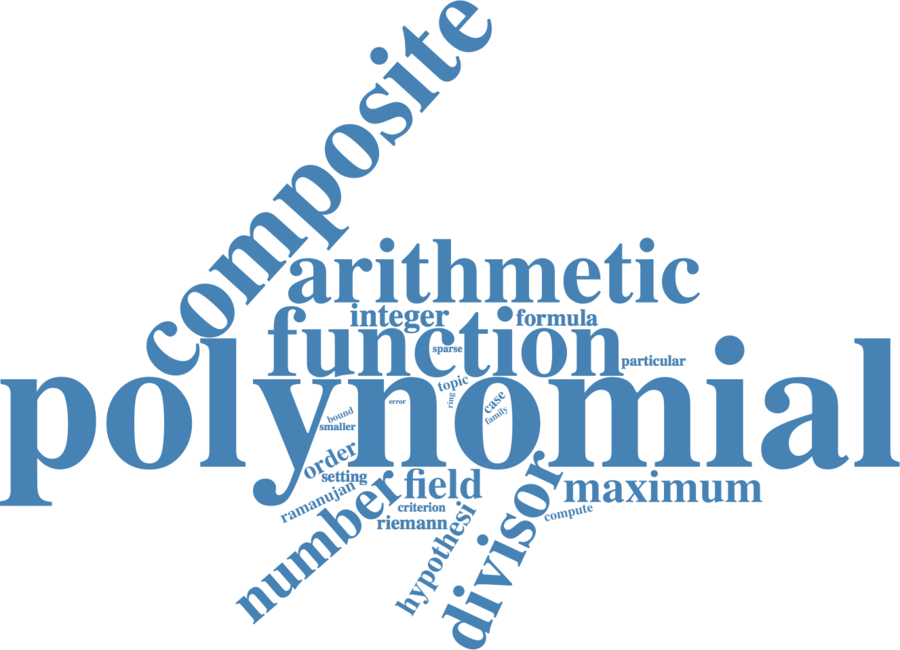 composite
arithmetic
integer
formula
function
sparse
particular
polynomial
topic
ring
error
case
family
bound
smaller
order
setting
ramanujan
number
field
criterion
riemann
hypothesi
divisor
maximum
compute